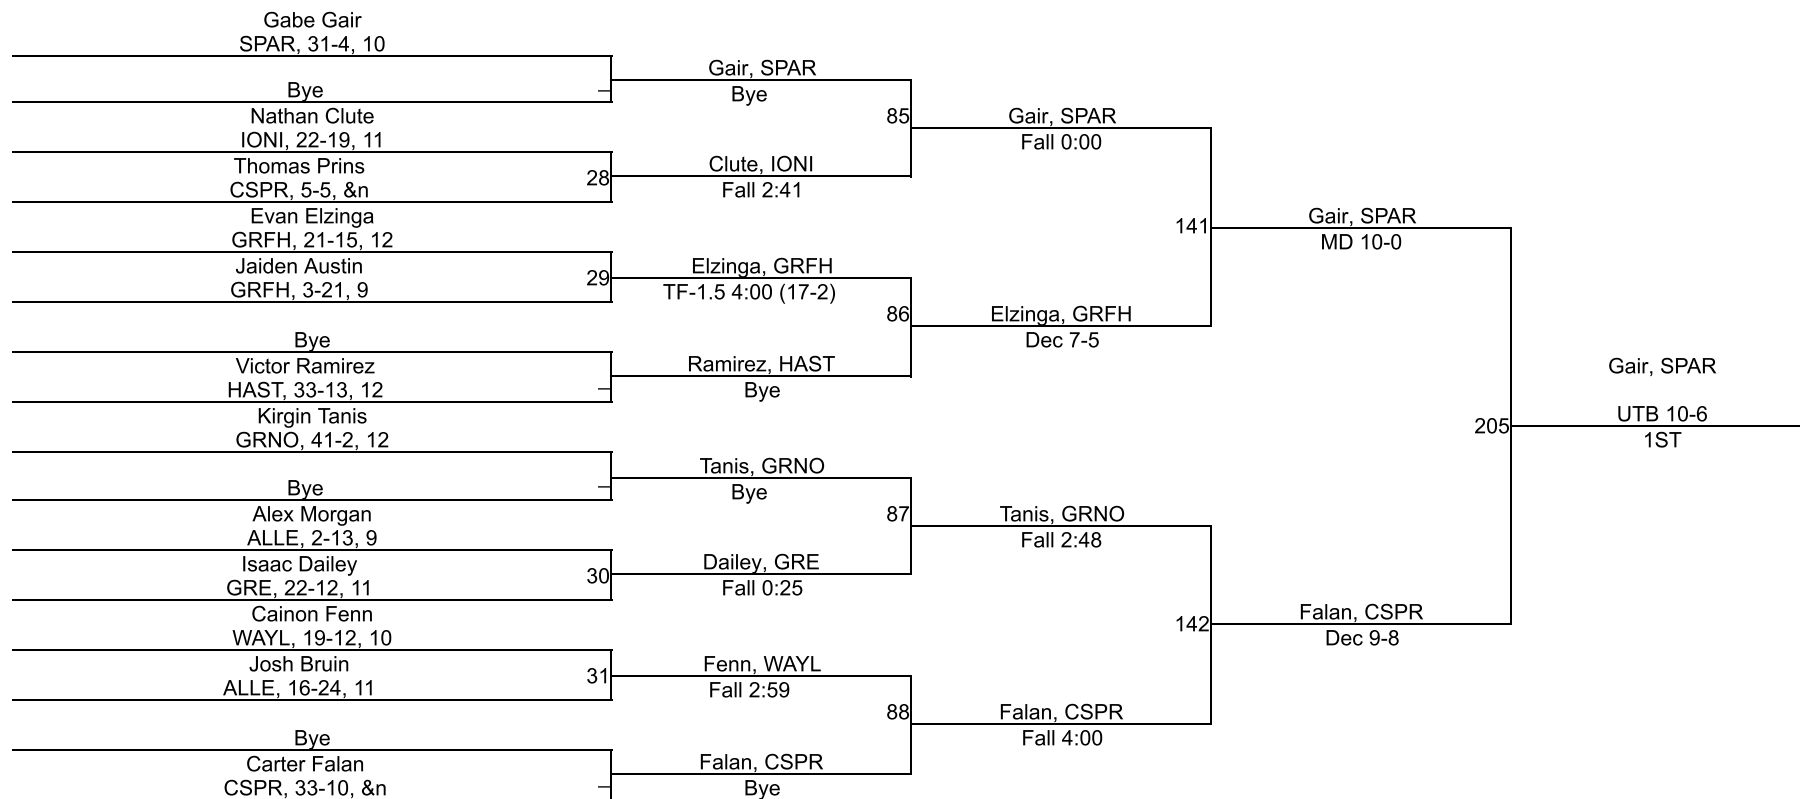 Gabe Gair
SPAR, 31-4, 10
Bye
Nathan Clute
IONI, 22-19, 11
Thomas Prins
CSPR, 5-5, &n
Evan Elzinga
GRFH, 21-15, 12
Jaiden Austin
GRFH, 3-21, 9
Bye
Victor Ramirez
HAST, 33-13, 12
Kirgin Tanis
GRNO, 41-2, 12
Bye
Alex Morgan
ALLE, 2-13, 9
Isaac Dailey
GRE, 22-12, 11
Cainon Fenn
WAYL, 19-12, 10
Josh Bruin
ALLE, 16-24, 11
Bye
Carter Falan
CSPR, 33-10, &n
28
29
30
31
Gair, SPAR
Bye
Clute, IONI
Fall 2:41
Elzinga, GRFH
TF-1.5 4:00 (17-2)
Ramirez, HAST
Bye
Tanis, GRNO
Bye
Dailey, GRE
Fall 0:25
Fenn, WAYL
Fall 2:59
Falan, CSPR
Bye
85
86
87
88
Gair, SPAR
Fall 0:00
Elzinga, GRFH
Dec 7-5
Tanis, GRNO
Fall 2:48
Falan, CSPR
Fall 4:00
141
142
Gair, SPAR
MD 10-0
Falan, CSPR
Dec 9-8
205
Gair, SPAR
UTB 10-6
1ST